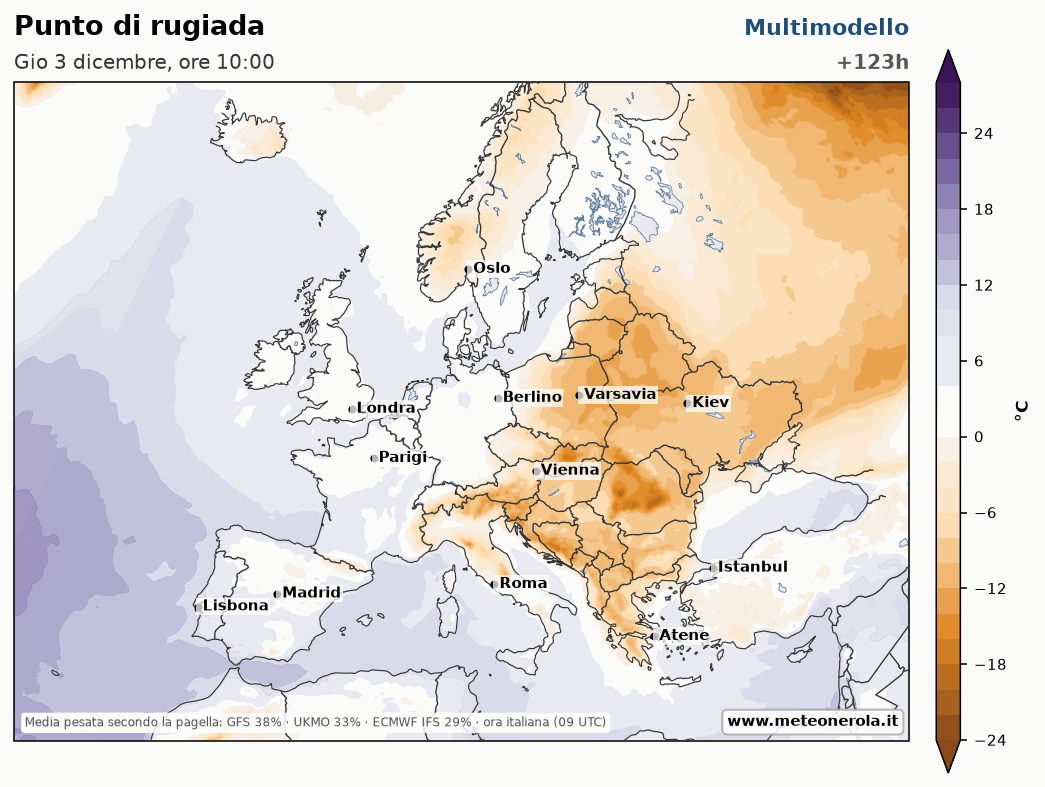 Punto di rugiada
Multimodello
Gio 3 dicembre, ore 10:00
+123h
24
18
12
6
0
−6
−12
−18
−24
°C
Oslo
Berlino
Varsavia
Kiev
Londra
Parigi
Vienna
Istanbul
Roma
Madrid
Lisbona
Atene
Media pesata secondo la pagella: GFS 38% · UKMO 33% · ECMWF IFS 29% · ora italiana (09 UTC)
www.meteonerola.it